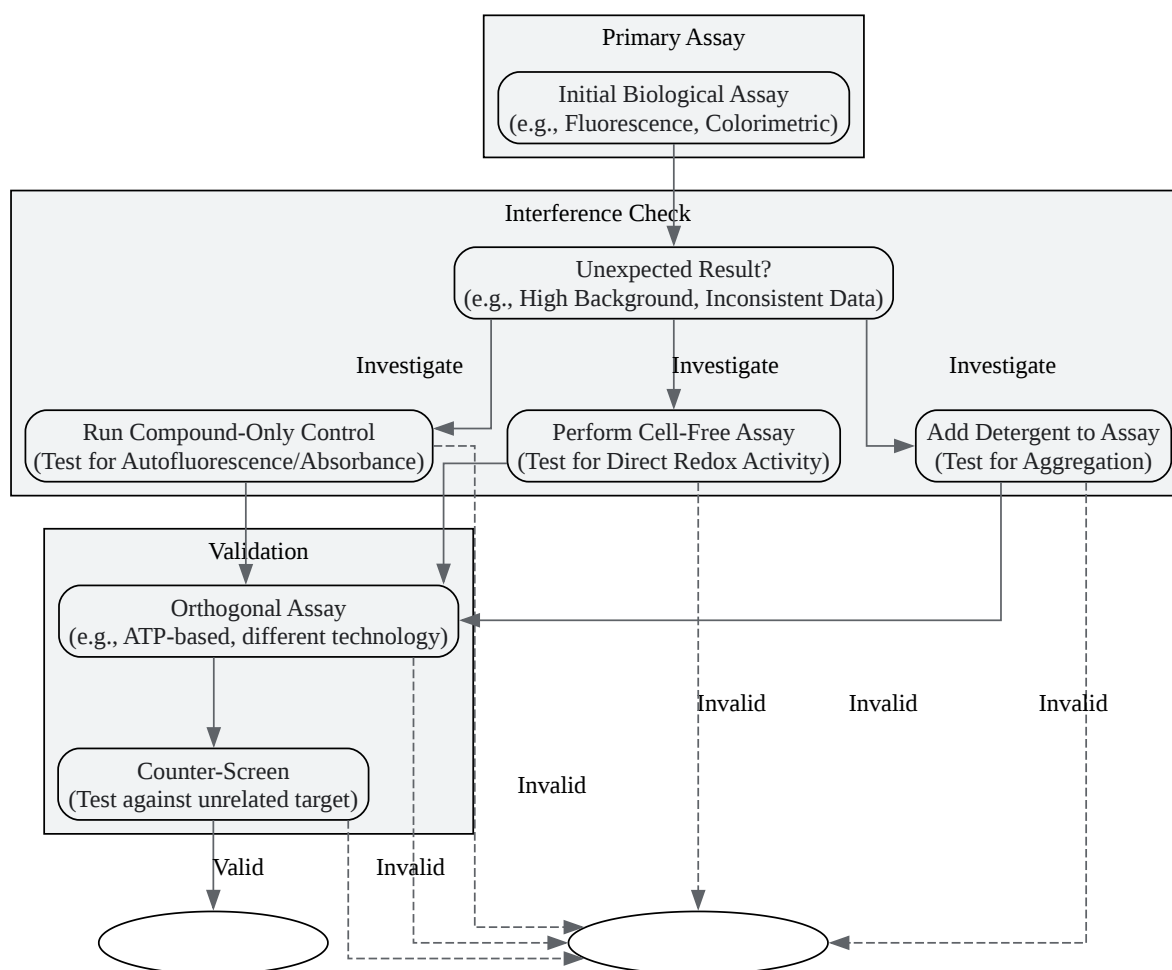 Primary Assay
Initial Biological Assay
(e.g., Fluorescence, Colorimetric)
Interference Check
Unexpected Result?
(e.g., High Background, Inconsistent Data)
Investigate
Investigate
Investigate
Run Compound-Only Control
(Test for Autofluorescence/Absorbance)
Perform Cell-Free Assay
(Test for Direct Redox Activity)
Add Detergent to Assay
(Test for Aggregation)
Validation
Orthogonal Assay
(e.g., ATP-based, different technology)
Invalid
Invalid
Invalid
Counter-Screen
(Test against unrelated target)
Invalid
Valid
Invalid